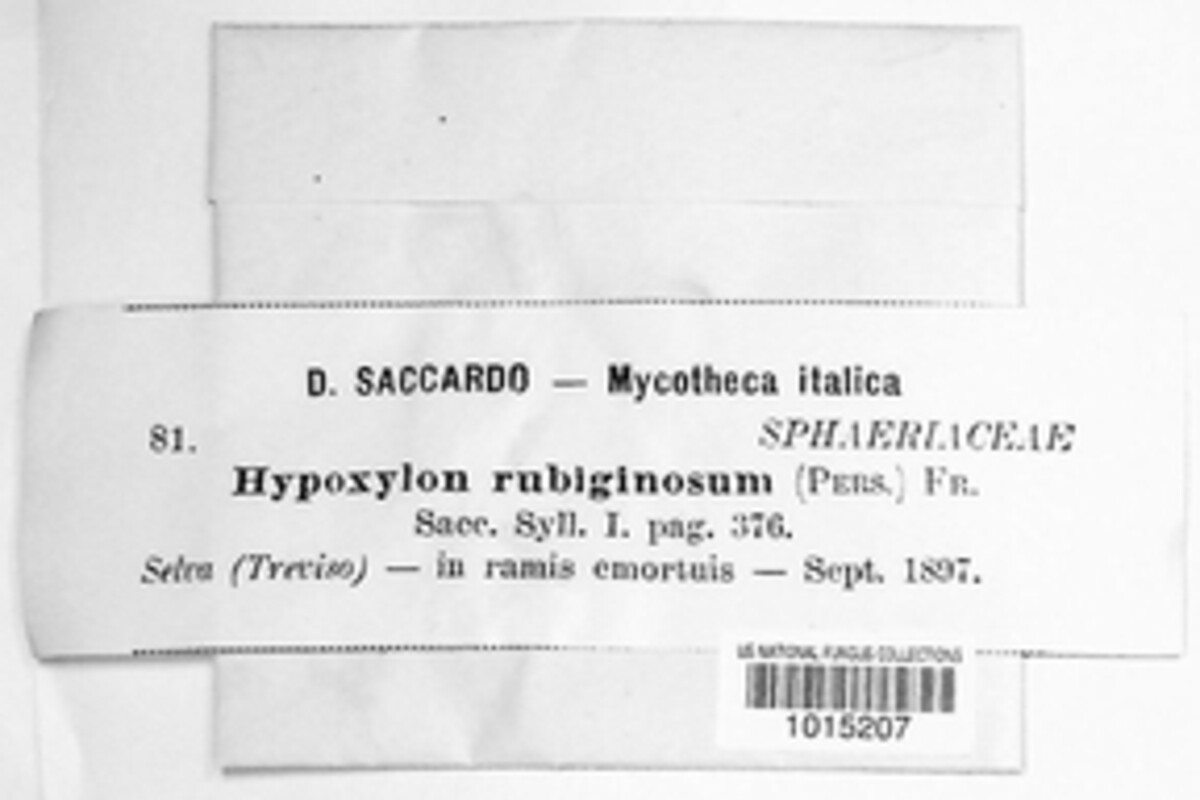 D. SACCARDO — Mycotheca italica
81. SPHAERIACEAE
Hypoxylon rubiginosum (PERS.) FR.
Sacc. Syll. I. pag. 376.
Selva (Treviso) — in ramis emortuis — Sept. 1897.
US NATIONAL FUNGUS COLLECTIONS
1015207